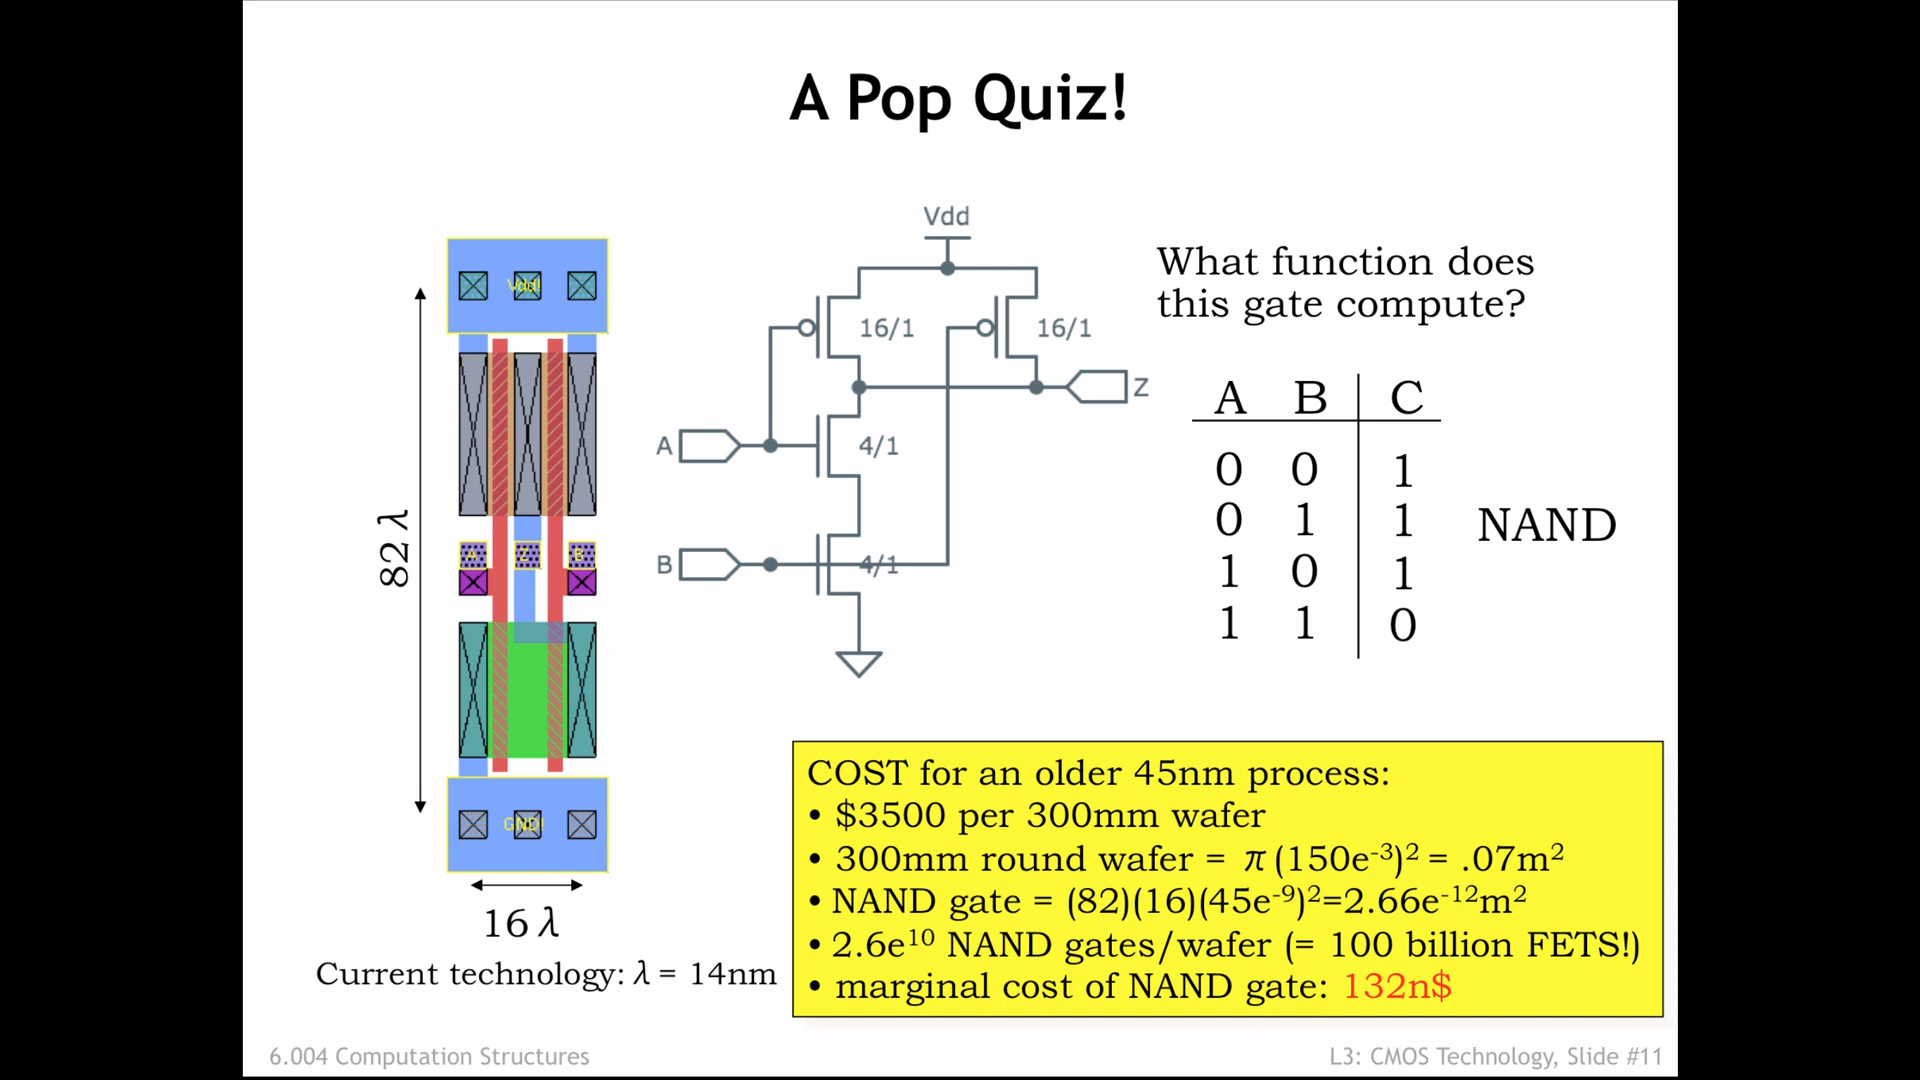 A Pop Quiz!
Vdd!
A Z B
GND!
82 λ
16 λ
Current technology: λ = 14nm
Vdd
16/1 16/1
Z
A 4/1
B 4/1
What function does
this gate compute?
A B C
0 0 1
0 1 1
1 0 1
1 1 0
NAND
COST for an older 45nm process:
• $3500 per 300mm wafer
• 300mm round wafer = π(150e⁻³)² = .07m²
• NAND gate = (82)(16)(45e⁻⁹)²=2.66e⁻¹²m²
• 2.6e¹⁰ NAND gates/wafer (= 100 billion FETS!)
• marginal cost of NAND gate: 132n$
6.004 Computation Structures
L3: CMOS Technology, Slide #11